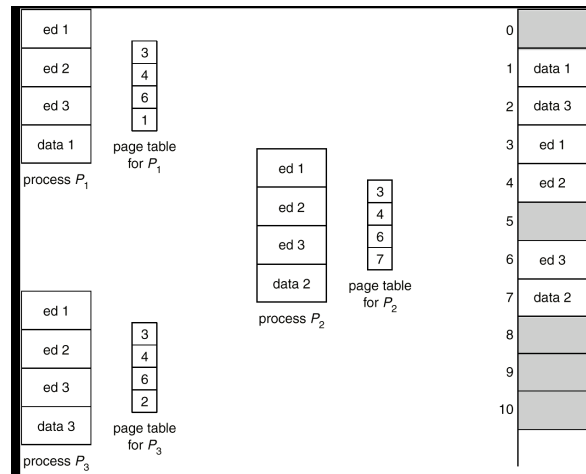 ed 1
ed 2
ed 3
data 1
process P1
3
4
6
1
page table
for P1
ed 1
ed 2
ed 3
data 2
process P2
3
4
6
7
page table
for P2
ed 1
ed 2
ed 3
data 3
process P3
3
4
6
2
page table
for P3
0
1 data 1
2 data 3
3 ed 1
4 ed 2
5
6 ed 3
7 data 2
8
9
10